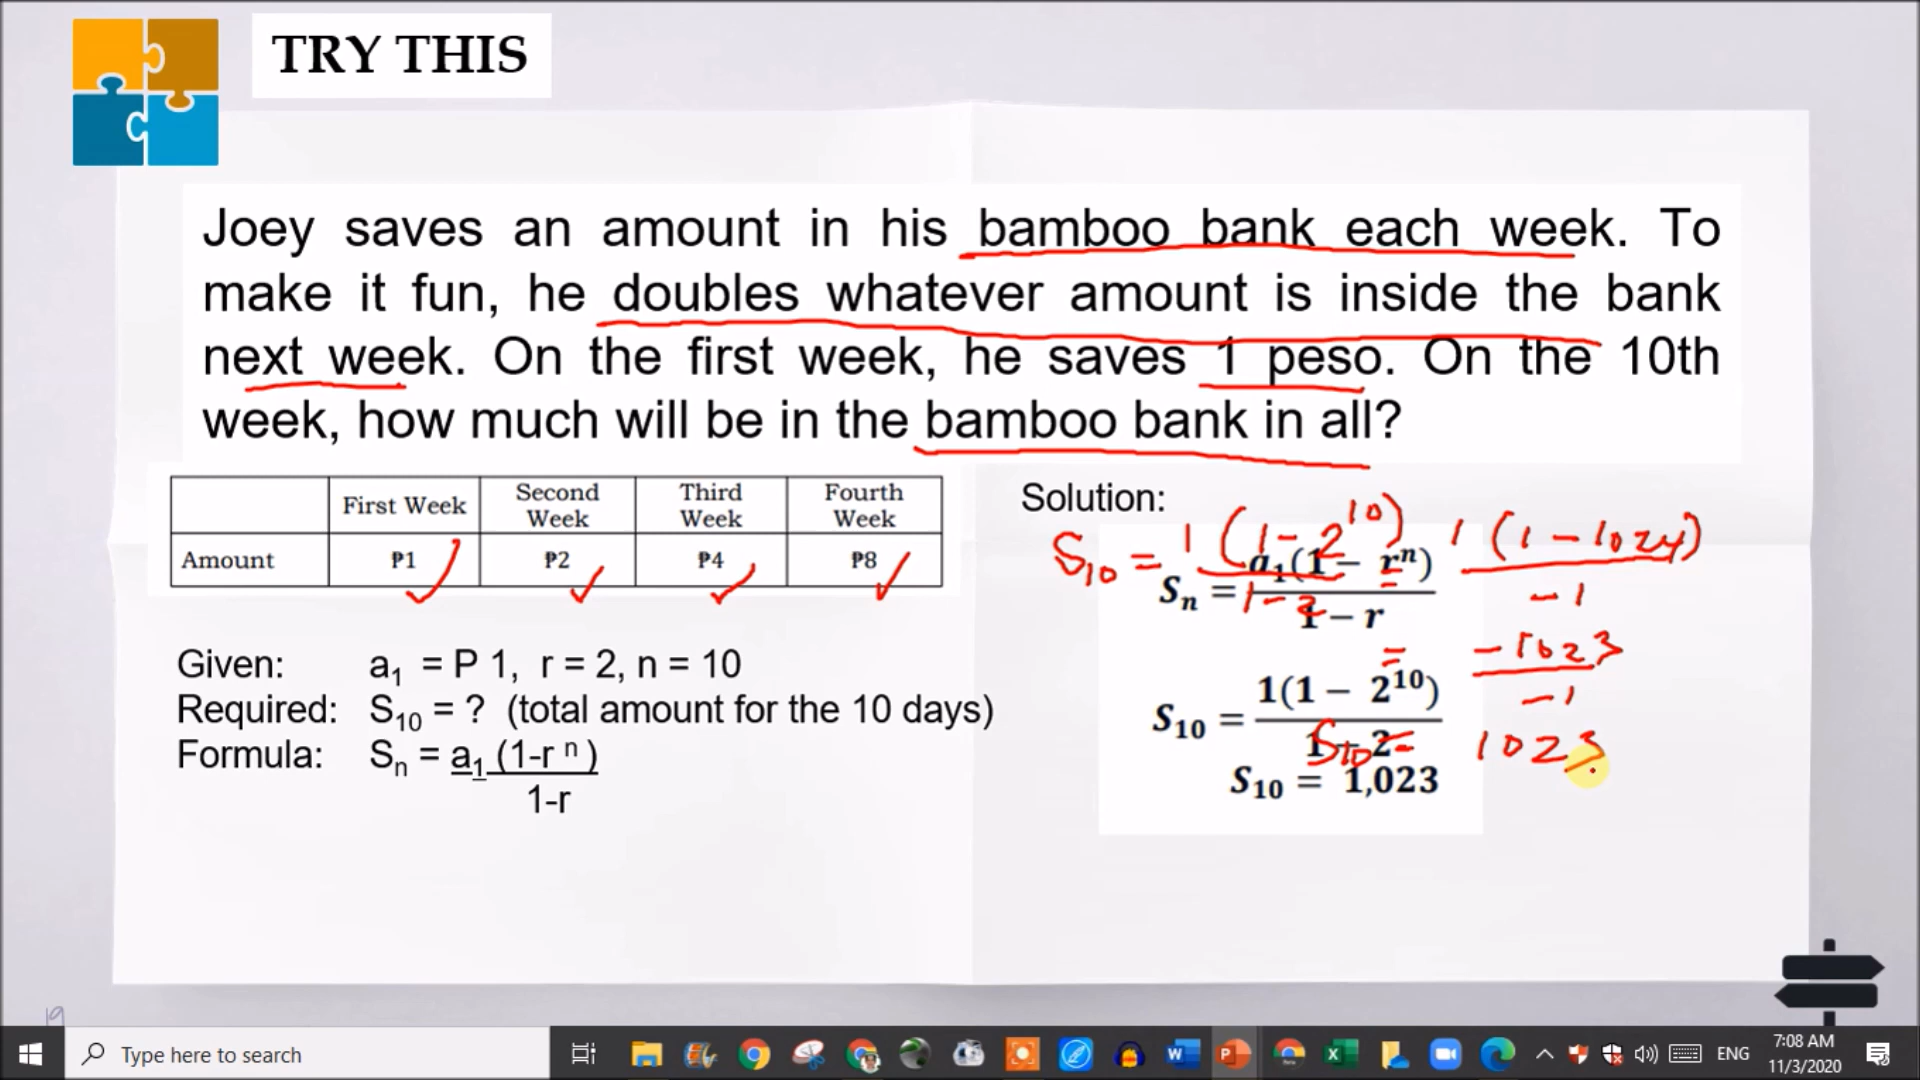 TRY THIS
Joey saves an amount in his bamboo bank each week. To
make it fun, he doubles whatever amount is inside the bank
next week. On the first week, he saves 1 peso. On the 10th
week, how much will be in the bamboo bank in all?
First Week Second Week Third Week Fourth Week
Amount ₱1 ₱2 ₱4 ₱8
Given: a₁ = P 1, r = 2, n = 10
Required: S₁₀ = ? (total amount for the 10 days)
Formula: Sₙ = a₁ (1-r ⁿ)
1-r
Solution:
S₁₀ = 1 (1 - 2¹⁰)
1 - 2
Sₙ = a₁(1 − rⁿ)
1 − r
S₁₀ = 1(1 − 2¹⁰)
1 − 2
S₁₀ = 1,023
= 1 (1 - 1024)
-1
= -1023
-1
S₁₀ = 1023
Type here to search
ENG
7:08 AM
11/3/2020